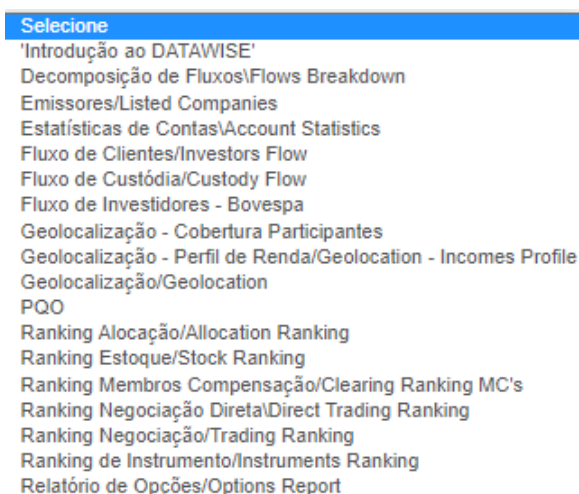 Selecione
'Introdução ao DATAWISE'
Decomposição de Fluxos\Flows Breakdown
Emissores/Listed Companies
Estatísticas de Contas\Account Statistics
Fluxo de Clientes/Investors Flow
Fluxo de Custódia/Custody Flow
Fluxo de Investidores - Bovespa
Geolocalização - Cobertura Participantes
Geolocalização - Perfil de Renda/Geolocation - Incomes Profile
Geolocalização/Geolocation
PQO
Ranking Alocação/Allocation Ranking
Ranking Estoque/Stock Ranking
Ranking Membros Compensação/Clearing Ranking MC's
Ranking Negociação Direta\Direct Trading Ranking
Ranking Negociação/Trading Ranking
Ranking de Instrumento/Instruments Ranking
Relatório de Opções/Options Report